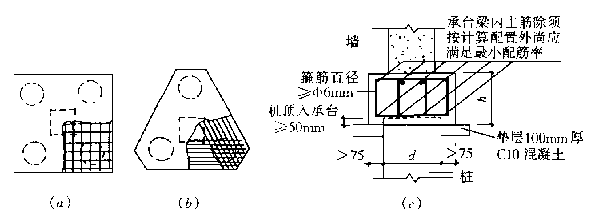 承台梁内主筋除须
按计算配置外尚应
满足最小配筋率
墙
箍筋直径
≥Φ6mm
桩顶入承台
≥50mm
h
垫层100mm厚
C10混凝土
>75
d
>75
桩
(a)
(b)
(c)